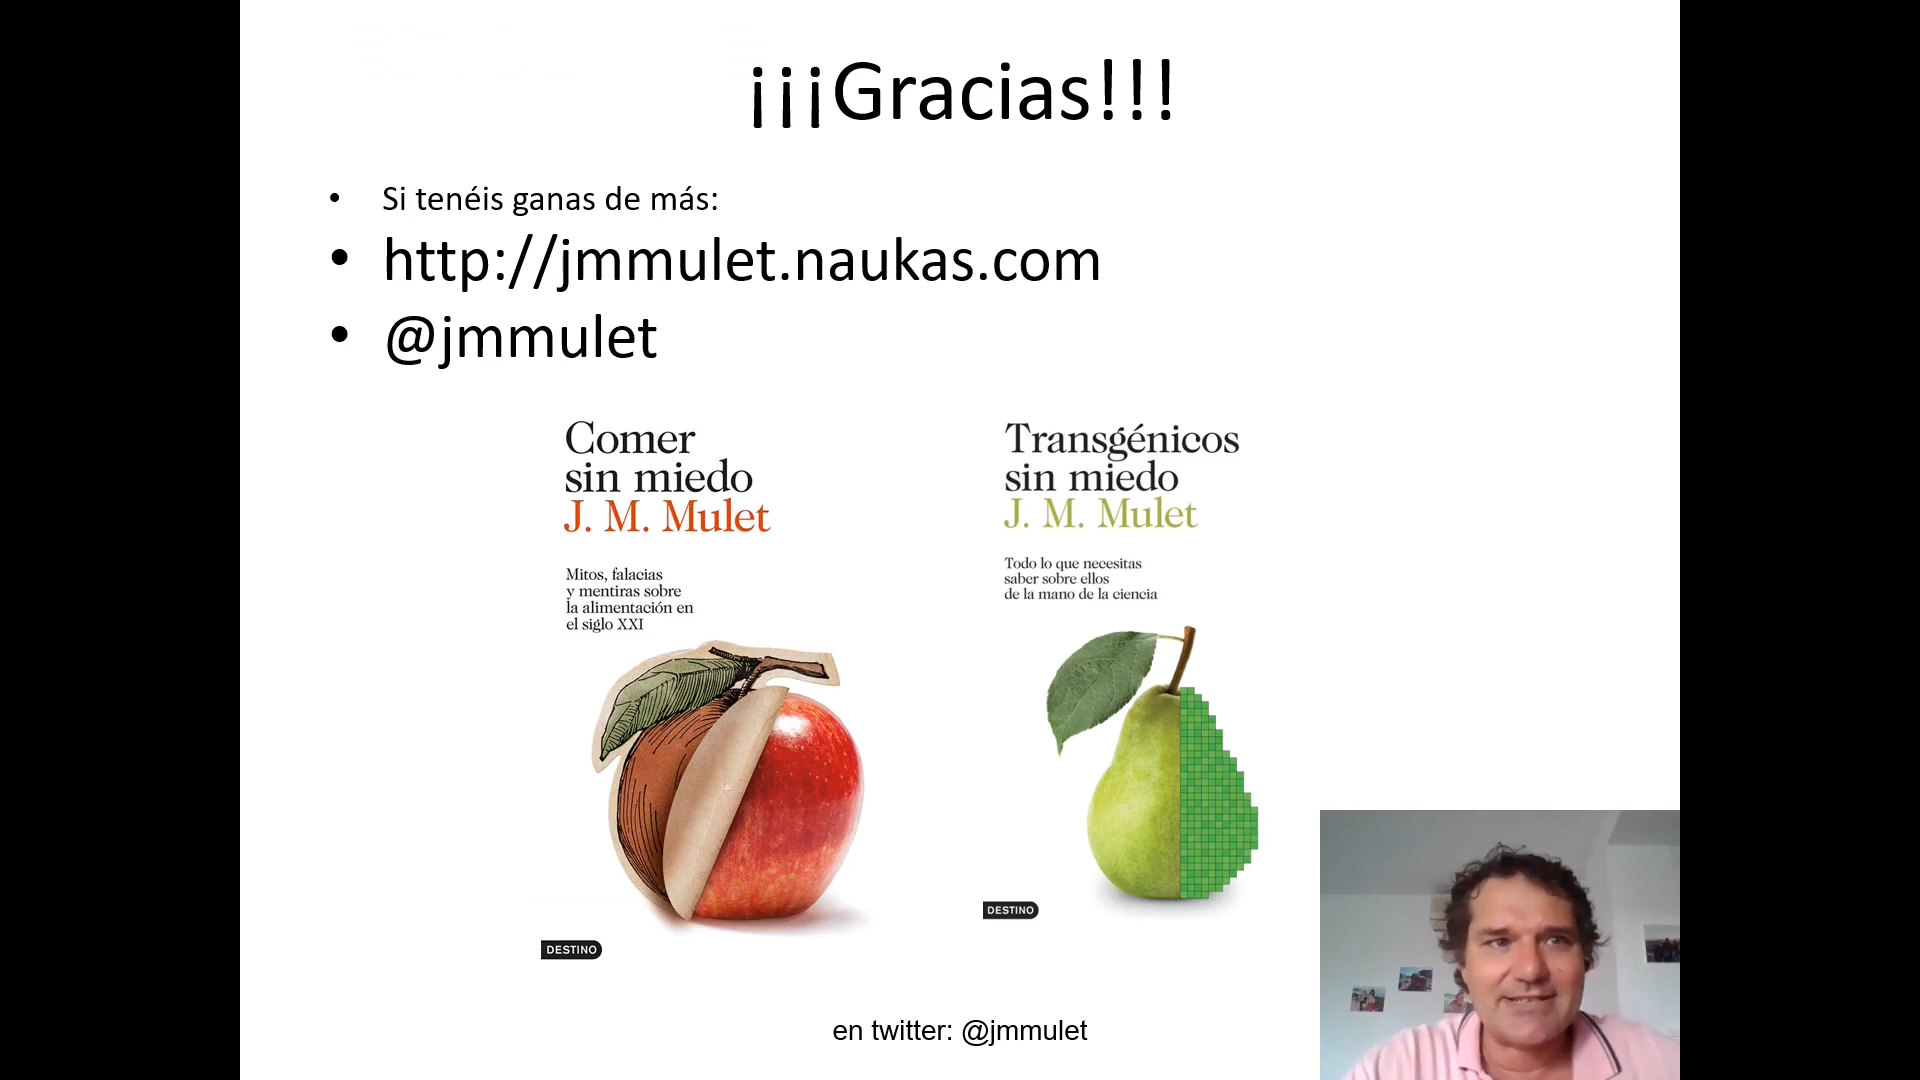 ¡¡¡Gracias!!!
• Si tenéis ganas de más:
• http://jmmulet.naukas.com
• @jmmulet
Comer
sin miedo
J. M. Mulet
Mitos, falacias
y mentiras sobre
la alimentación en
el siglo XXI
DESTINO
Transgénicos
sin miedo
J. M. Mulet
Todo lo que necesitas
saber sobre ellos
de la mano de la ciencia
DESTINO
en twitter: @jmmulet